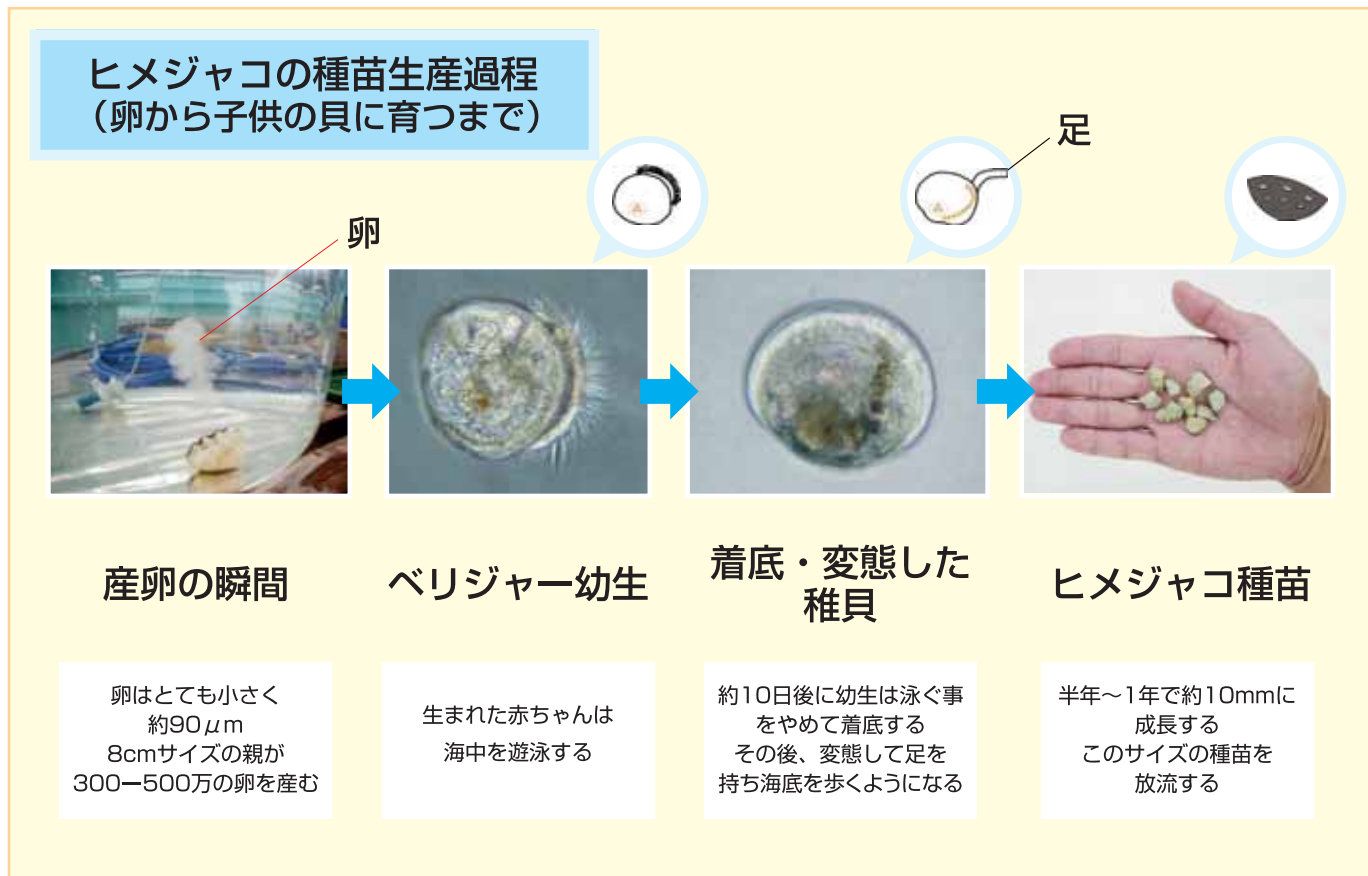 ヒメジャコの種苗生産過程
（卵から子供の貝に育つまで）
足
卵
産卵の瞬間
卵はとても小さく
約90μm
8cmサイズの親が
300ー500万の卵を産む
ベリジャー幼生
生まれた赤ちゃんは
海中を遊泳する
着底・変態した
稚貝
約10日後に幼生は泳ぐ事
をやめて着底する
その後、変態して足を
持ち海底を歩くようになる
ヒメジャコ種苗
半年〜1年で約10mmに
成長する
このサイズの種苗を
放流する